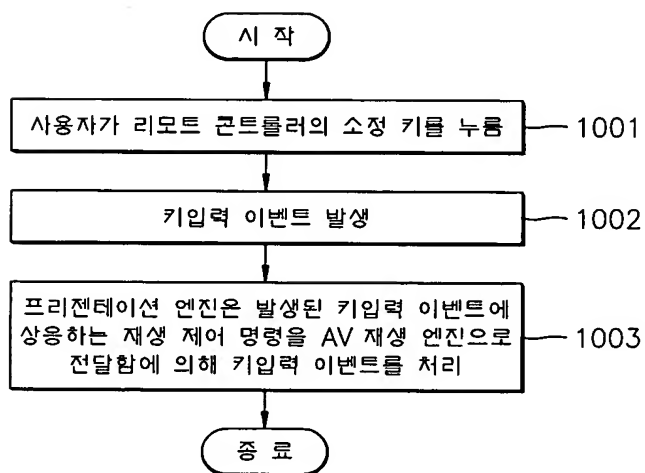 시 작
사용자가 리모트 콘트롤러의 소정 키를 누름
1001
키입력 이벤트 발생
1002
프리젠테이션 엔진은 발생된 키입력 이벤트에
상응하는 재생 제어 명령을 AV 재생 엔진으로
전달함에 의해 키입력 이벤트를 처리
1003
종 료